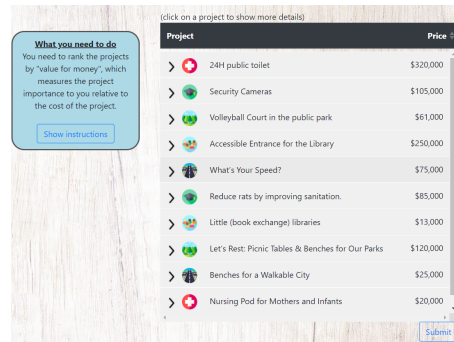 (click on a project to show more details)
What you need to do
You need to rank the projects
by "value for money", which
measures the project
importance to you relative to
the cost of the project.
Show instructions
Project Price
24H public toilet $320,000
Security Cameras $105,000
Volleyball Court in the public park $61,000
Accessible Entrance for the Library $250,000
What's Your Speed? $75,000
Reduce rats by improving sanitation. $85,000
Little (book exchange) libraries $13,000
Let's Rest: Picnic Tables & Benches for Our Parks $120,000
Benches for a Walkable City $25,000
Nursing Pod for Mothers and Infants $20,000
Submit